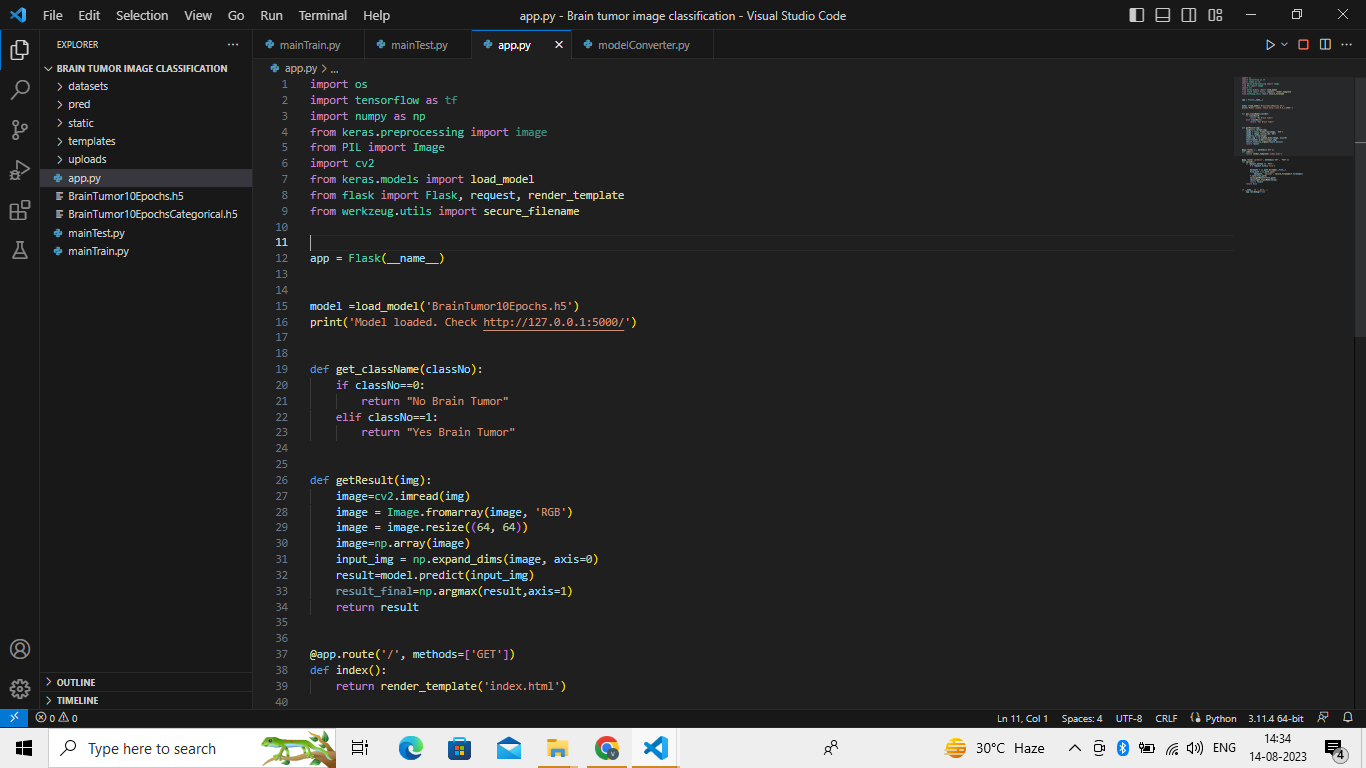 File Edit Selection View Go Run Terminal Help
app.py - Brain tumor image classification - Visual Studio Code
EXPLORER
BRAIN TUMOR IMAGE CLASSIFICATION
datasets
pred
static
templates
uploads
app.py
BrainTumor10Epochs.h5
BrainTumor10EpochsCategorical.h5
mainTest.py
mainTrain.py
OUTLINE
TIMELINE
mainTrain.py mainTest.py app.py modelConverter.py
app.py > ...
1 import os
2 import tensorflow as tf
3 import numpy as np
4 from keras.preprocessing import image
5 from PIL import Image
6 import cv2
7 from keras.models import load_model
8 from flask import Flask, request, render_template
9 from werkzeug.utils import secure_filename
10
11
12 app = Flask(__name__)
13
14
15 model =load_model('BrainTumor10Epochs.h5')
16 print('Model loaded. Check http://127.0.0.1:5000/')
17
18
19 def get_className(classNo):
20     if classNo==0:
21         return "No Brain Tumor"
22     elif classNo==1:
23         return "Yes Brain Tumor"
24
25
26 def getResult(img):
27     image=cv2.imread(img)
28     image = Image.fromarray(image, 'RGB')
29     image = image.resize((64, 64))
30     image=np.array(image)
31     input_img = np.expand_dims(image, axis=0)
32     result=model.predict(input_img)
33     result_final=np.argmax(result,axis=1)
34     return result
35
36
37 @app.route('/', methods=['GET'])
38 def index():
39     return render_template('index.html')
40
0 0
Ln 11, Col 1 Spaces: 4 UTF-8 CRLF Python 3.11.4 64-bit
Type here to search
30°C Haze
ENG
14:34
14-08-2023
4